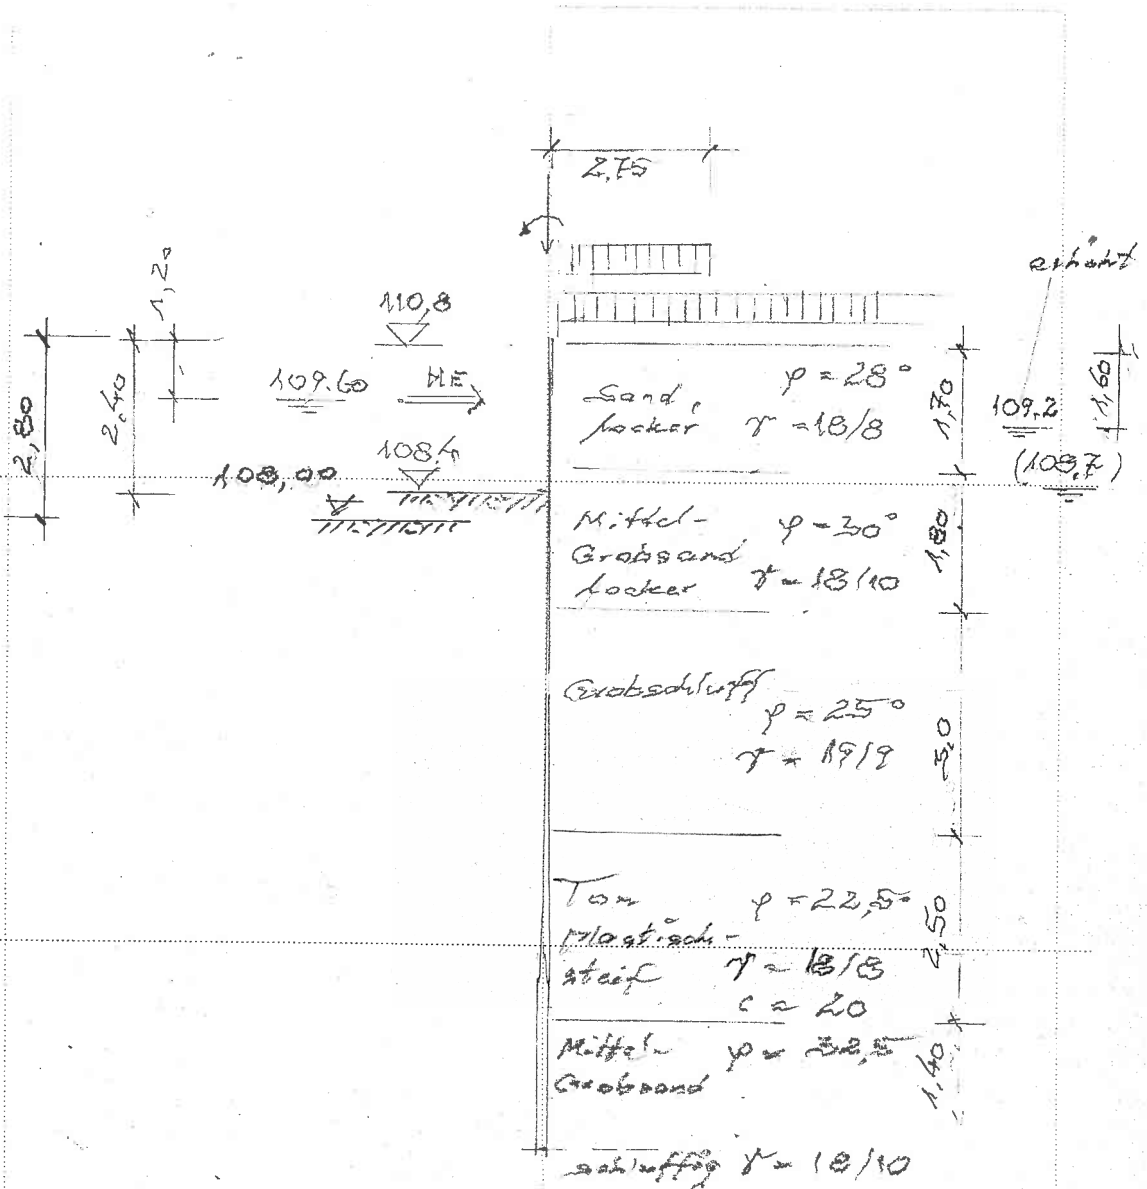 2,75
erhöht
1,20
110,8
109.60
HE
Sand,
φ = 28°
locker
γ = 18/8
1,70
109.2
1,60
2,40
2,80
108,4
108,00
(108,7)
Mittel-
φ = 30°
Grobsand
locker
γ = 18/10
1,80
Grobschluff
φ = 25°
γ = 19/9
3,0
Ton
φ = 22,5°
plastisch-
steif
γ = 18/8
2,50
c = 20
Mittel-
φ = 32,5
Grobsand
1,40
schluffig γ = 18/10